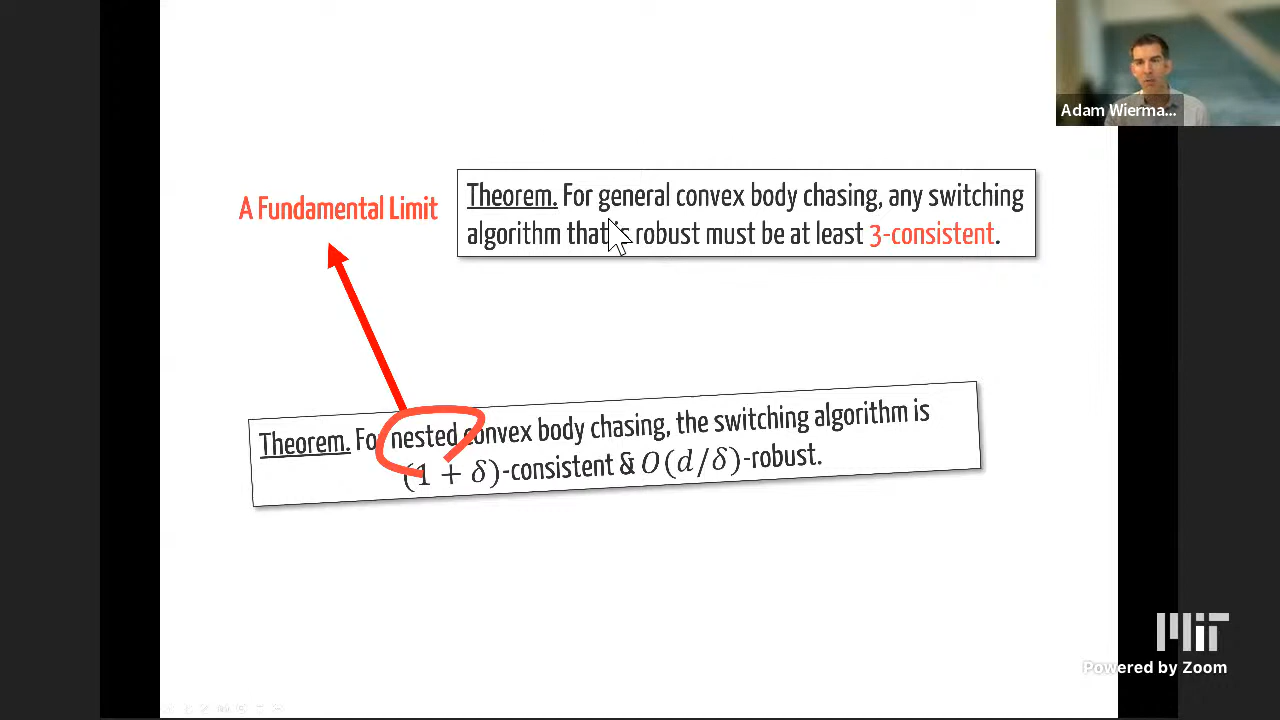 Adam Wierma...
A Fundamental Limit
Theorem. For general convex body chasing, any switching
algorithm that is robust must be at least 3-consistent.
Theorem. For nested convex body chasing, the switching algorithm is
(1 + δ)-consistent & O(d/δ)-robust.
MIT
Powered by Zoom